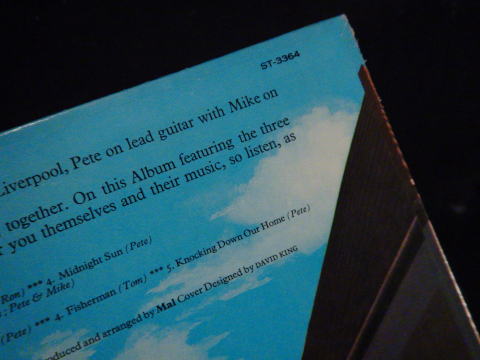 ST-3364
Liverpool, Pete on lead guitar with Mike on
together. On this Album featuring the three
you themselves and their music, so listen, as
Ron) *** 4. Midnight Sun (Pete)
; Pete & Mike)
(Pete) *** 4. Fisherman (Tom) *** 5. Knocking Down Our Home (Pete)
oduced and arranged by Mal Cover Designed by DAVID KING